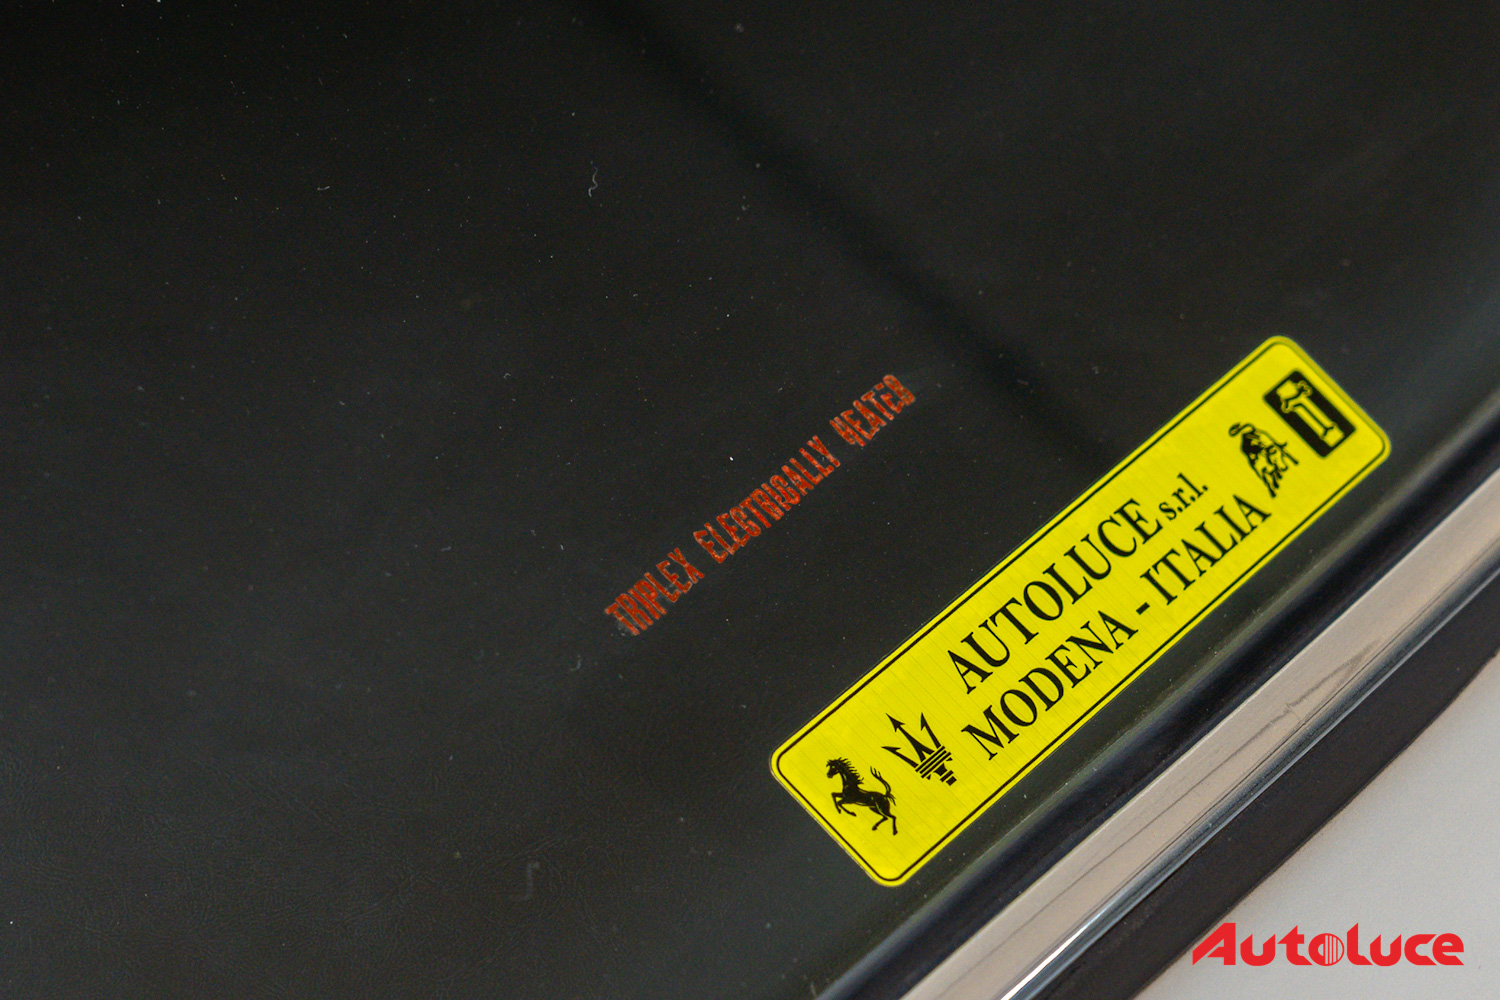 TRIPLEX ELECTRICALLY HEATED
AUTOLUCE s.r.l.
MODENA - ITALIA
Autoluce